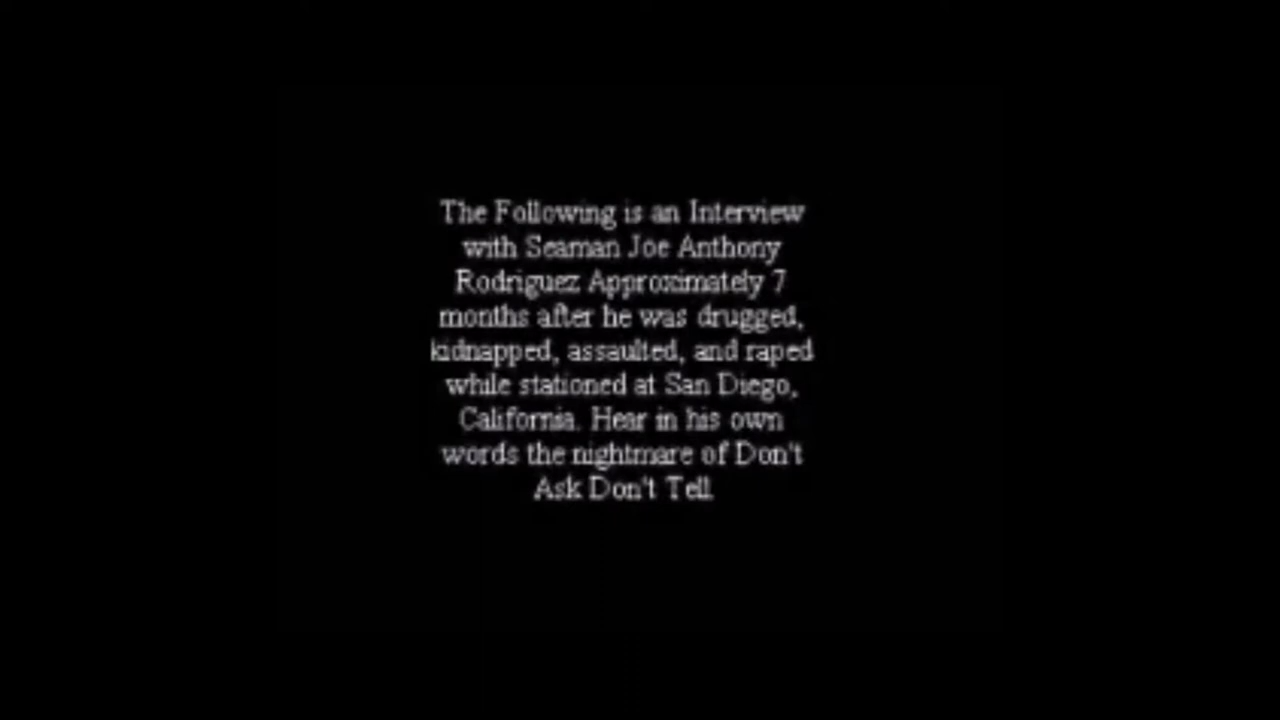 The Following is an Interview
with Seaman Joe Anthony
Rodriguez Approximately 7
months after he was drugged,
kidnapped, assaulted, and raped
while stationed at San Diego,
California. Hear in his own
words the nightmare of Don't
Ask Don't Tell.